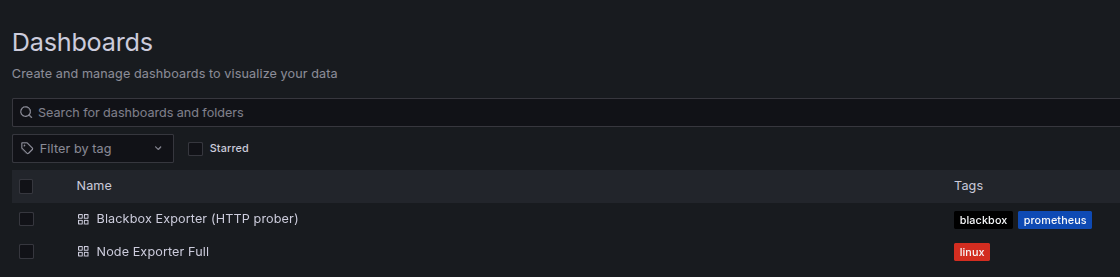 Dashboards
Create and manage dashboards to visualize your data
Search for dashboards and folders
Filter by tag Starred
Name Tags
Blackbox Exporter (HTTP prober) blackbox prometheus
Node Exporter Full linux